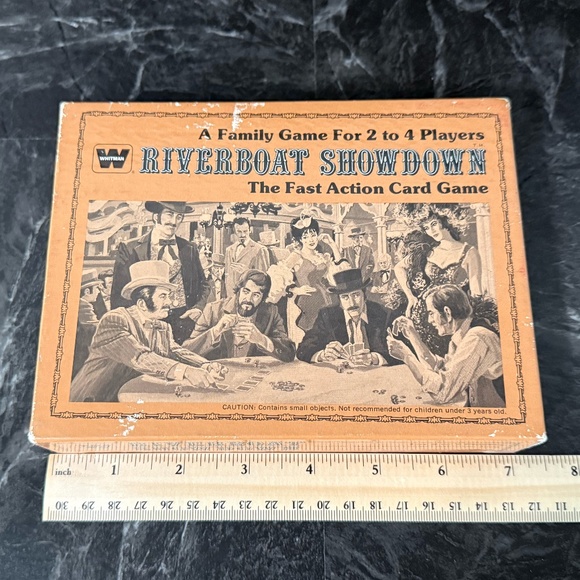 A Family Game For 2 to 4 Players
W
WHITMAN
RIVERBOAT SHOWDOWN
The Fast Action Card Game
CAUTION: Contains small objects. Not recommended for children under 3 years old.
inch 1 2 3 4 5 6 7 8
30 29 28 27 26 25 24 23 22 21 20 19 18 17 16 15 14 13 12 11